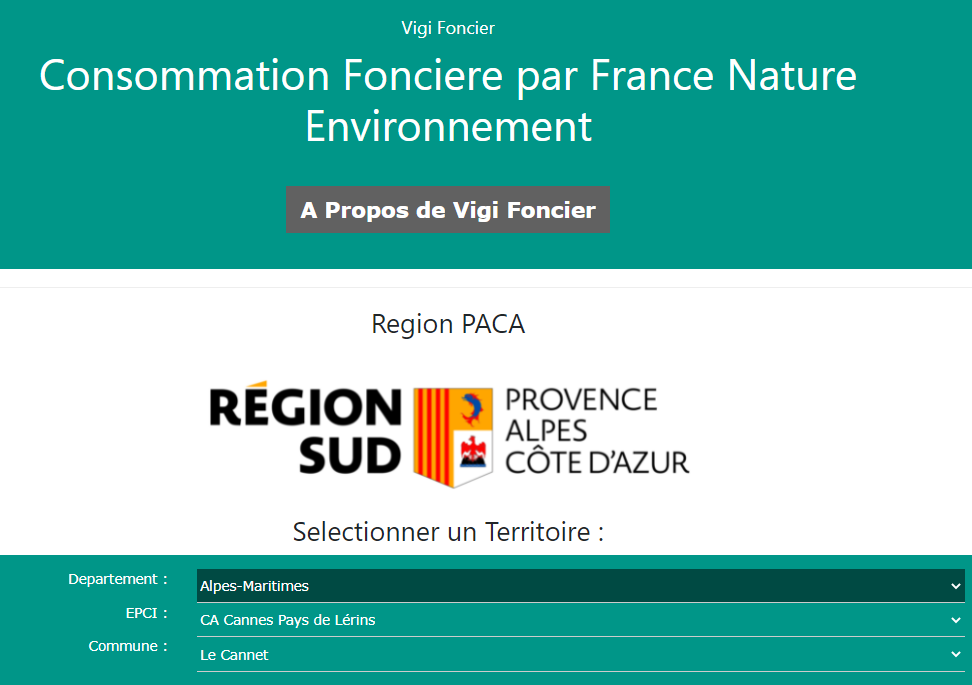 Vigi Foncier
Consommation Fonciere par France Nature
Environnement
A Propos de Vigi Foncier
Region PACA
RÉGION
SUD
PROVENCE
ALPES
CÔTE D'AZUR
Selectionner un Territoire :
Departement :
Alpes-Maritimes
EPCI :
CA Cannes Pays de Lérins
Commune :
Le Cannet